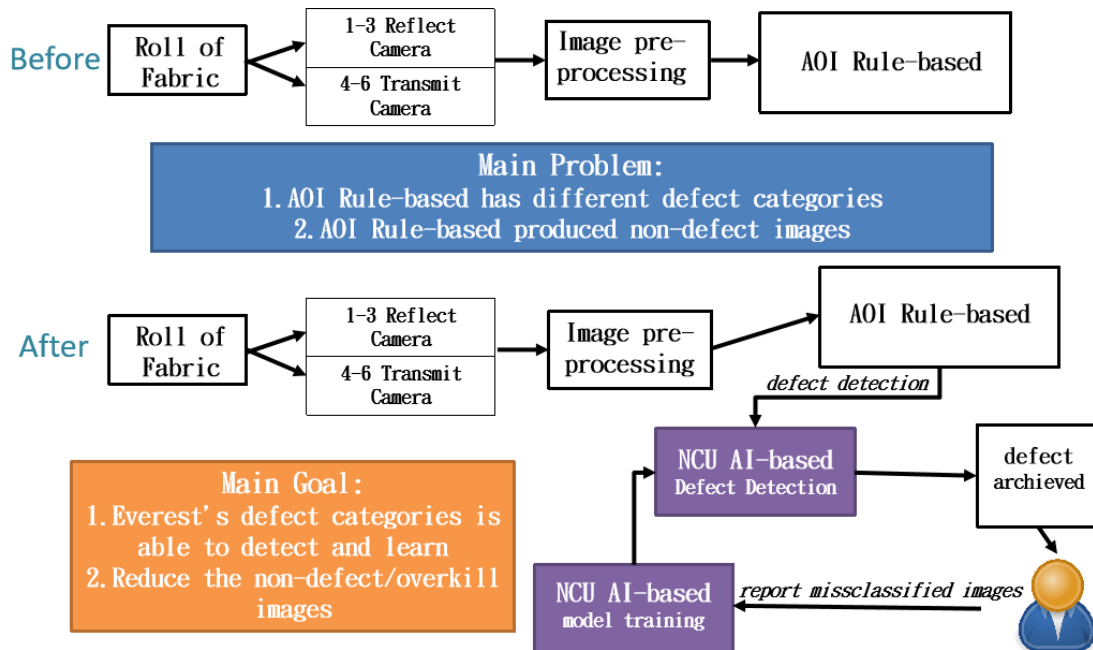 Before
Roll of
Fabric
1-3 Reflect
Camera
4-6 Transmit
Camera
Image pre-
processing
AOI Rule-based
Main Problem:
1.AOI Rule-based has different defect categories
2.AOI Rule-based produced non-defect images
After
Roll of
Fabric
1-3 Reflect
Camera
4-6 Transmit
Camera
Image pre-
processing
AOI Rule-based
defect detection
NCU AI-based
Defect Detection
defect
archieved
Main Goal:
1.Everest's defect categories is
able to detect and learn
2.Reduce the non-defect/overkill
images
NCU AI-based
model training
report missclassified images